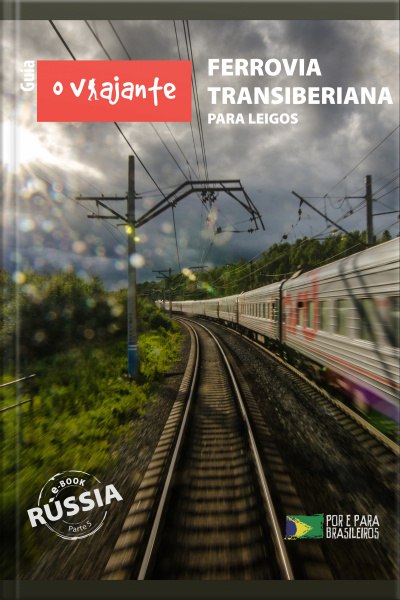 Guia
O Viajante
FERROVIA
TRANSIBERIANA
PARA LEIGOS
e-BOOK
RÚSSIA
Parte 5
POR E PARA
BRASILEIROS